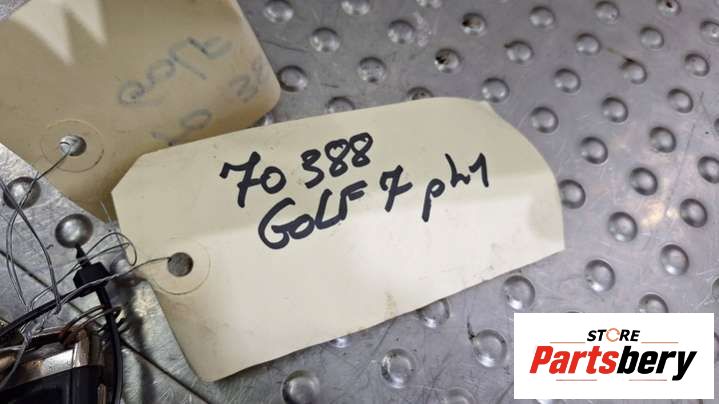 70 388
GOLF 7 ph1
STORE
Partsbery